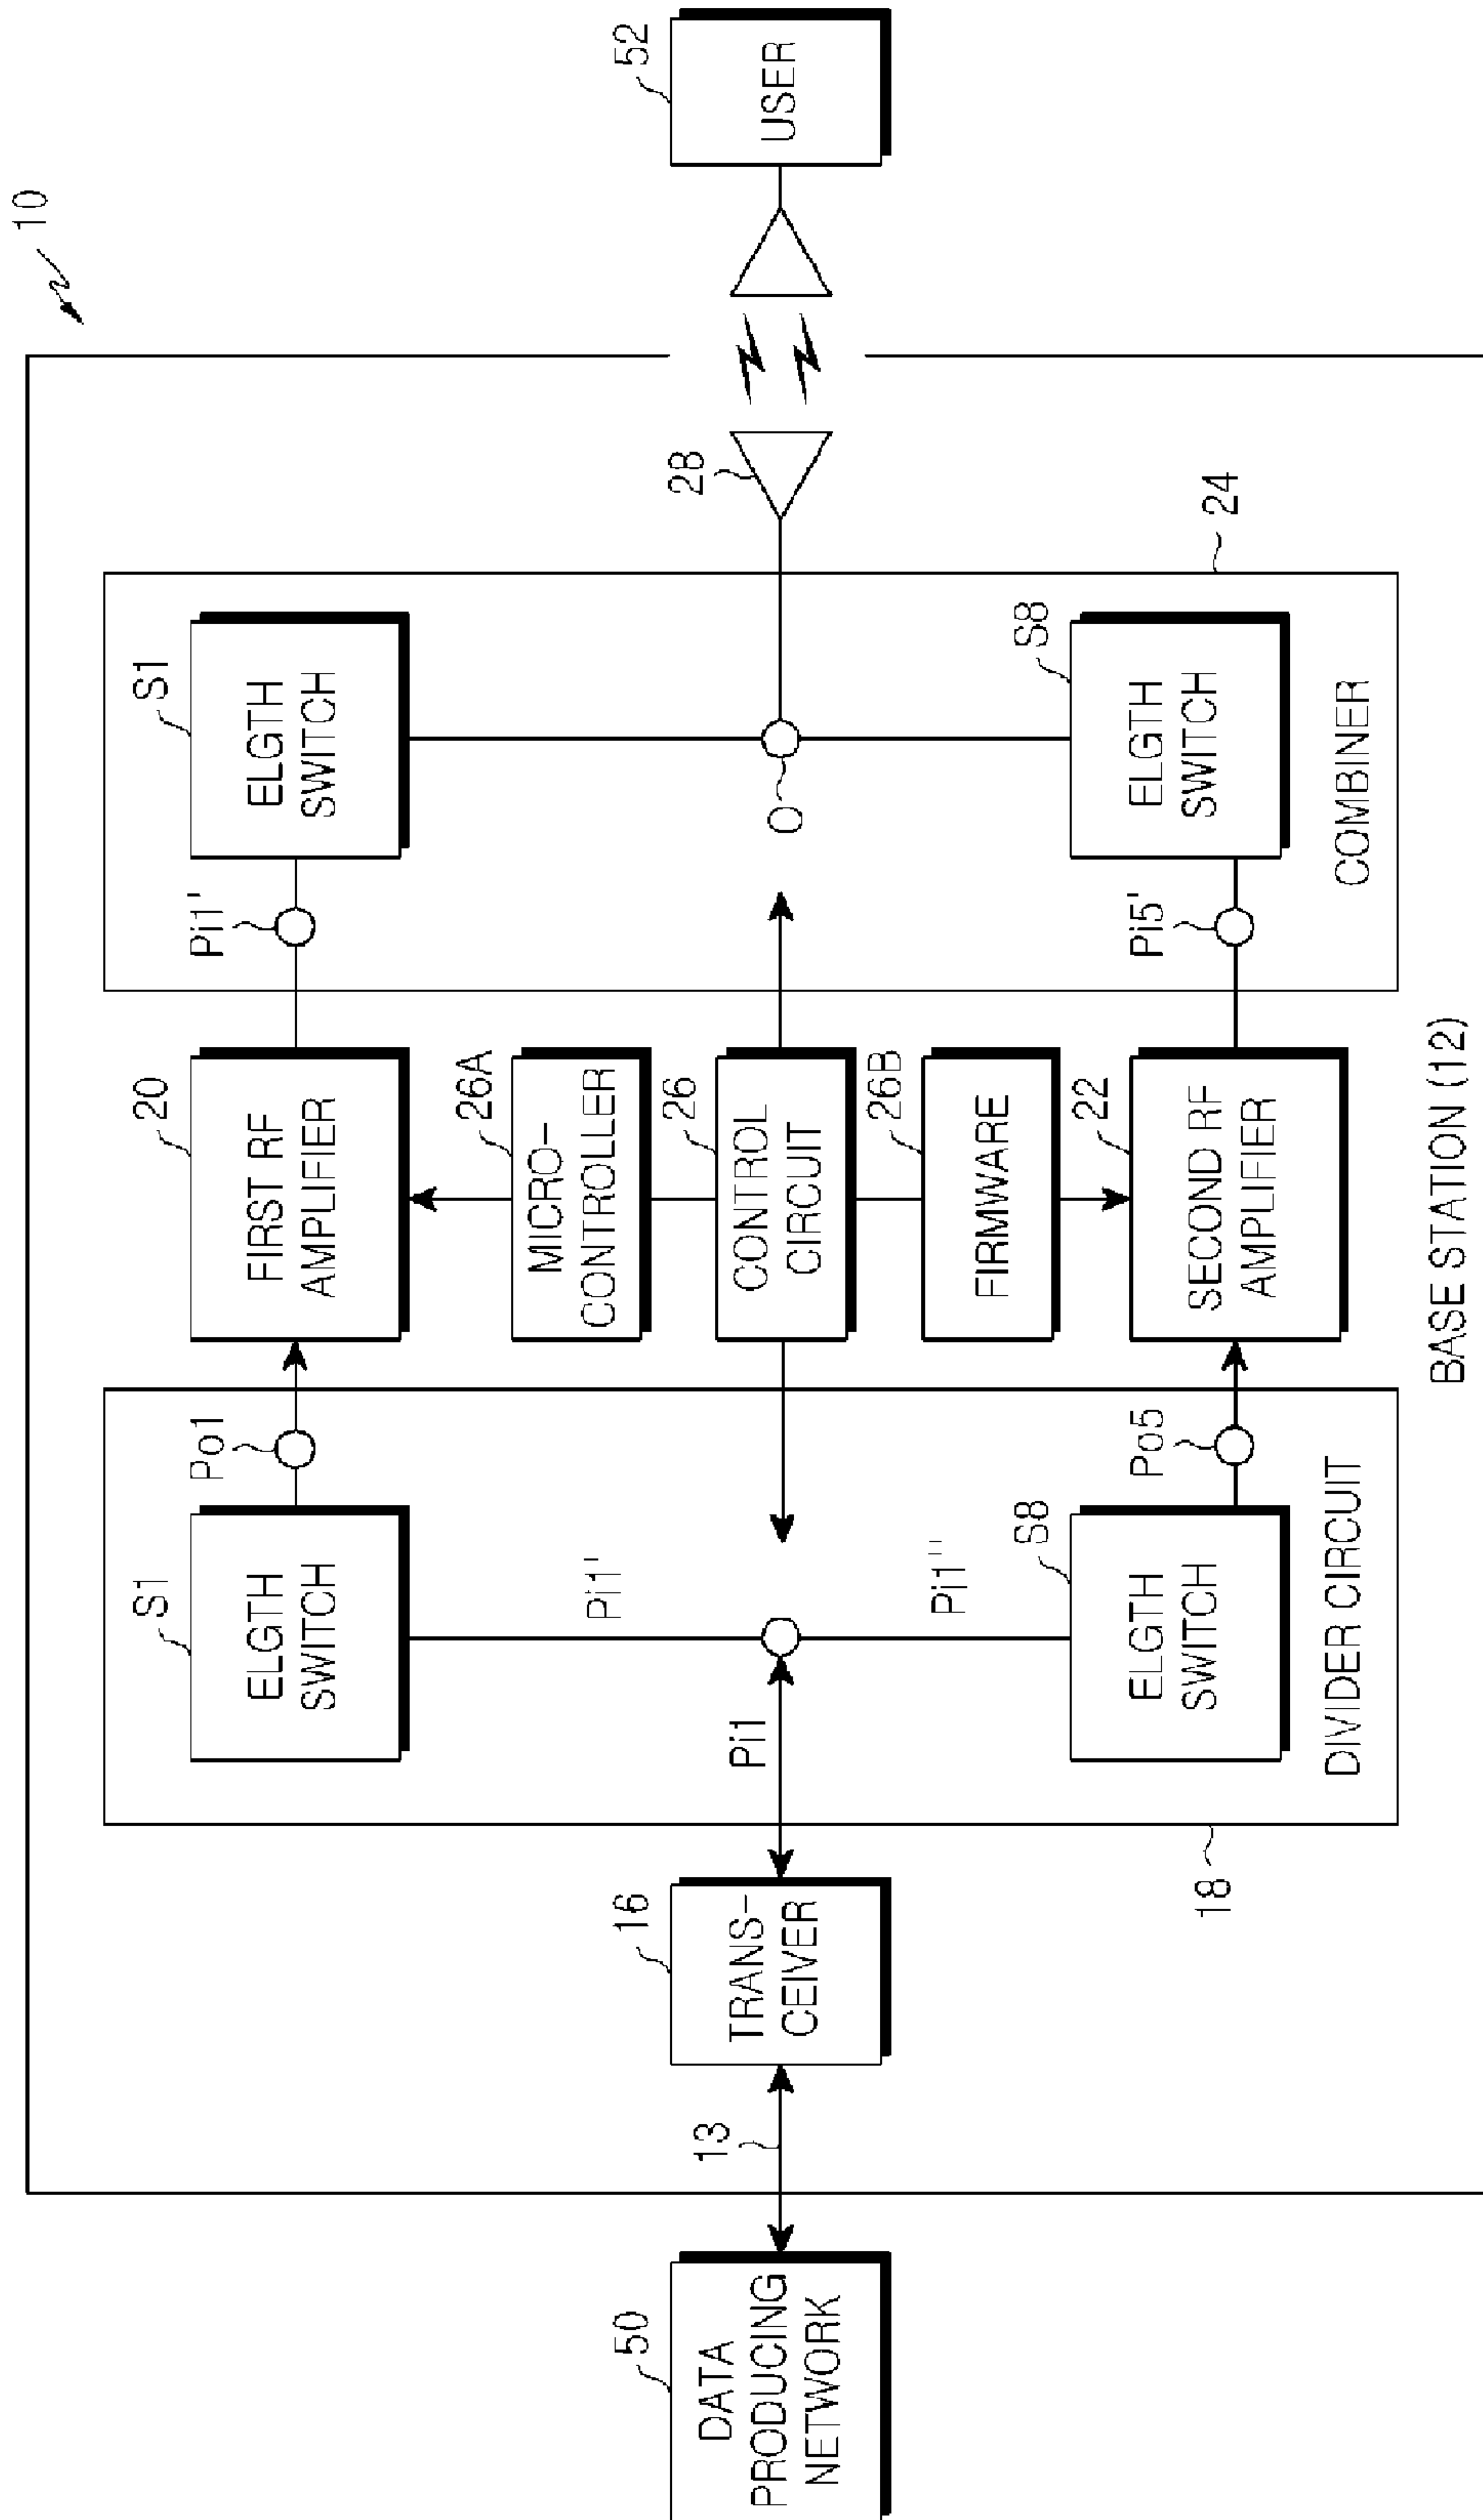 10
50
DATA
PRODUCING
NETWORK
13
16
TRANS-
CEIVER
18
DIVIDER CIRCUIT
S1
ELGTH
SWITCH
Po1
Pi1'
Pi1
Pi1''
S8
ELGTH
SWITCH
Po5
20
FIRST RF
AMPLIFIER
26A
MICRO-
CONTROLLER
26
CONTROL
CIRCUIT
26B
FIRMWARE
22
SECOND RF
AMPLIFIER
BASE STATION (12)
Pi1'
S1
ELGTH
SWITCH
O
Pi5'
S8
ELGTH
SWITCH
COMBINER
24
28
52
USER